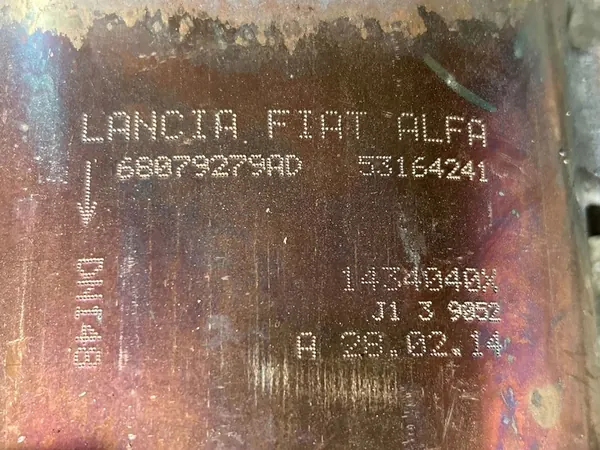 LANCIA FIAT ALFA
68079279AD 53164241
1434040X
J1 3 9052
A 28.02.14